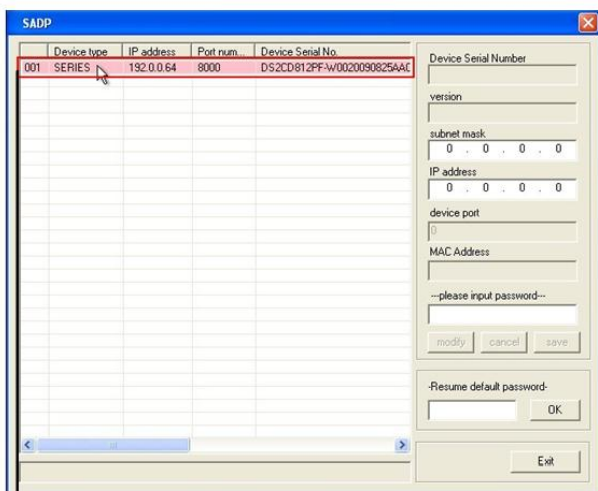 SADP
Device type IP address Port num... Device Serial No.
001 SERIES 192.0.0.64 8000 DS2CD812PF-W0020090825AAC
Device Serial Number
version
subnet mask
0 . 0 . 0 . 0
IP address
0 . 0 . 0 . 0
device port
0
MAC Address
---please input password---
modify cancel save
-Resume default password-
OK
Exit